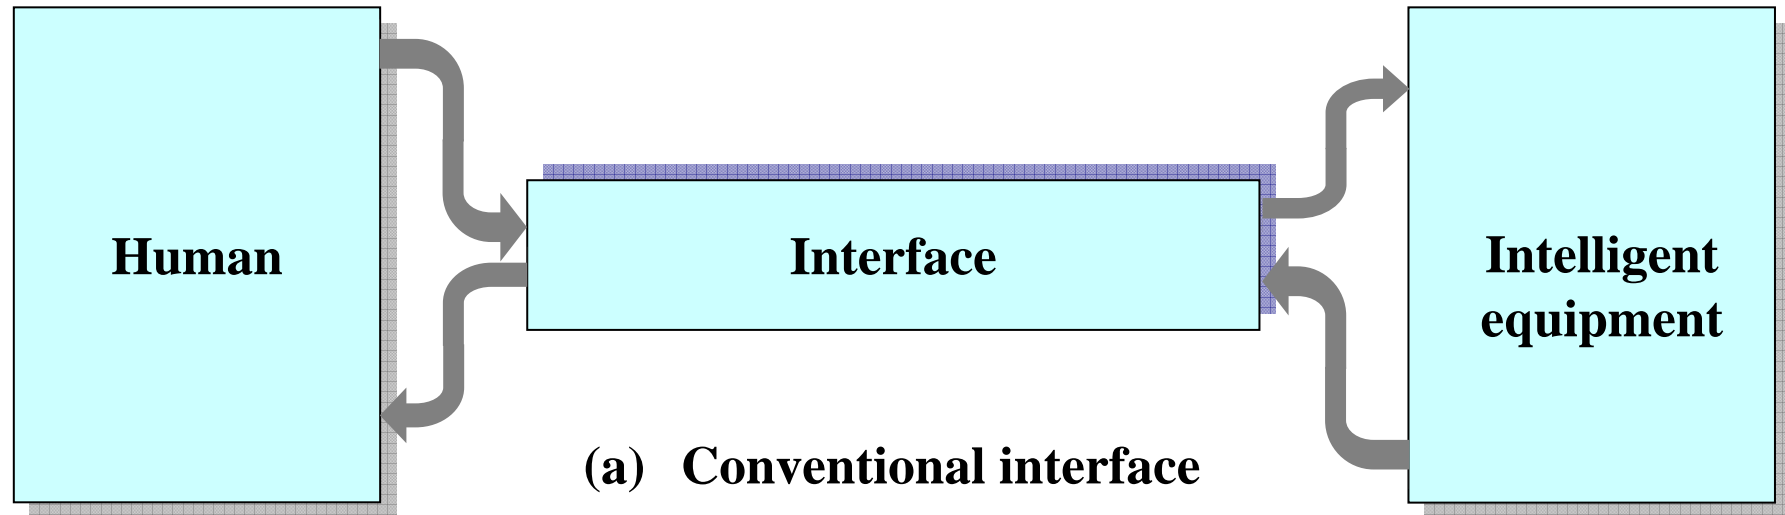 Human
Interface
Intelligent
equipment
(a) Conventional interface